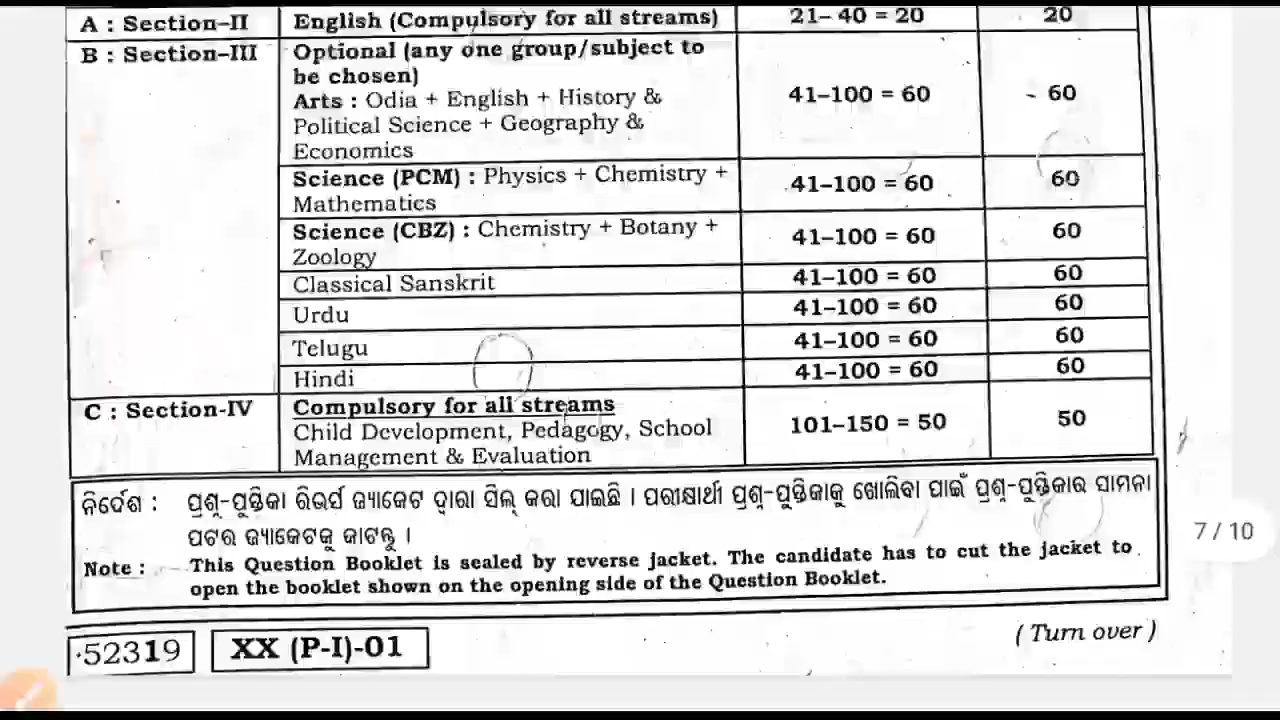 A : Section–II English (Compulsory for all streams) 21– 40 = 20 20
B : Section–III Optional (any one group/subject to
be chosen)
Arts : Odia + English + History & 41–100 = 60 60
Political Science + Geography &
Economics
Science (PCM) : Physics + Chemistry + 41–100 = 60 60
Mathematics
Science (CBZ) : Chemistry + Botany + 41–100 = 60 60
Zoology
Classical Sanskrit 41–100 = 60 60
Urdu 41–100 = 60 60
Telugu 41–100 = 60 60
Hindi 41–100 = 60 60
C : Section-IV Compulsory for all streams
Child Development, Pedagogy, School 101–150 = 50 50
Management & Evaluation
ନିର୍ଦେଶ : ପ୍ରଶ୍ନ-ପୁସ୍ତିକା ରିଭର୍ସ ଜ୍ୟାକେଟ ଦ୍ୱାରା ସିଲ୍ କରା ଯାଇଛି । ପରୀକ୍ଷାର୍ଥୀ ପ୍ରଶ୍ନ-ପୁସ୍ତିକାକୁ ଖୋଲିବା ପାଇଁ ପ୍ରଶ୍ନ-ପୁସ୍ତିକାର ସାମନା
ପଟର ଜ୍ୟାକେଟକୁ କାଟନ୍ତୁ ।
Note : This Question Booklet is sealed by reverse jacket. The candidate has to cut the jacket to
open the booklet shown on the opening side of the Question Booklet.
7 / 10
52319 XX (P-I)-01 ( Turn over )